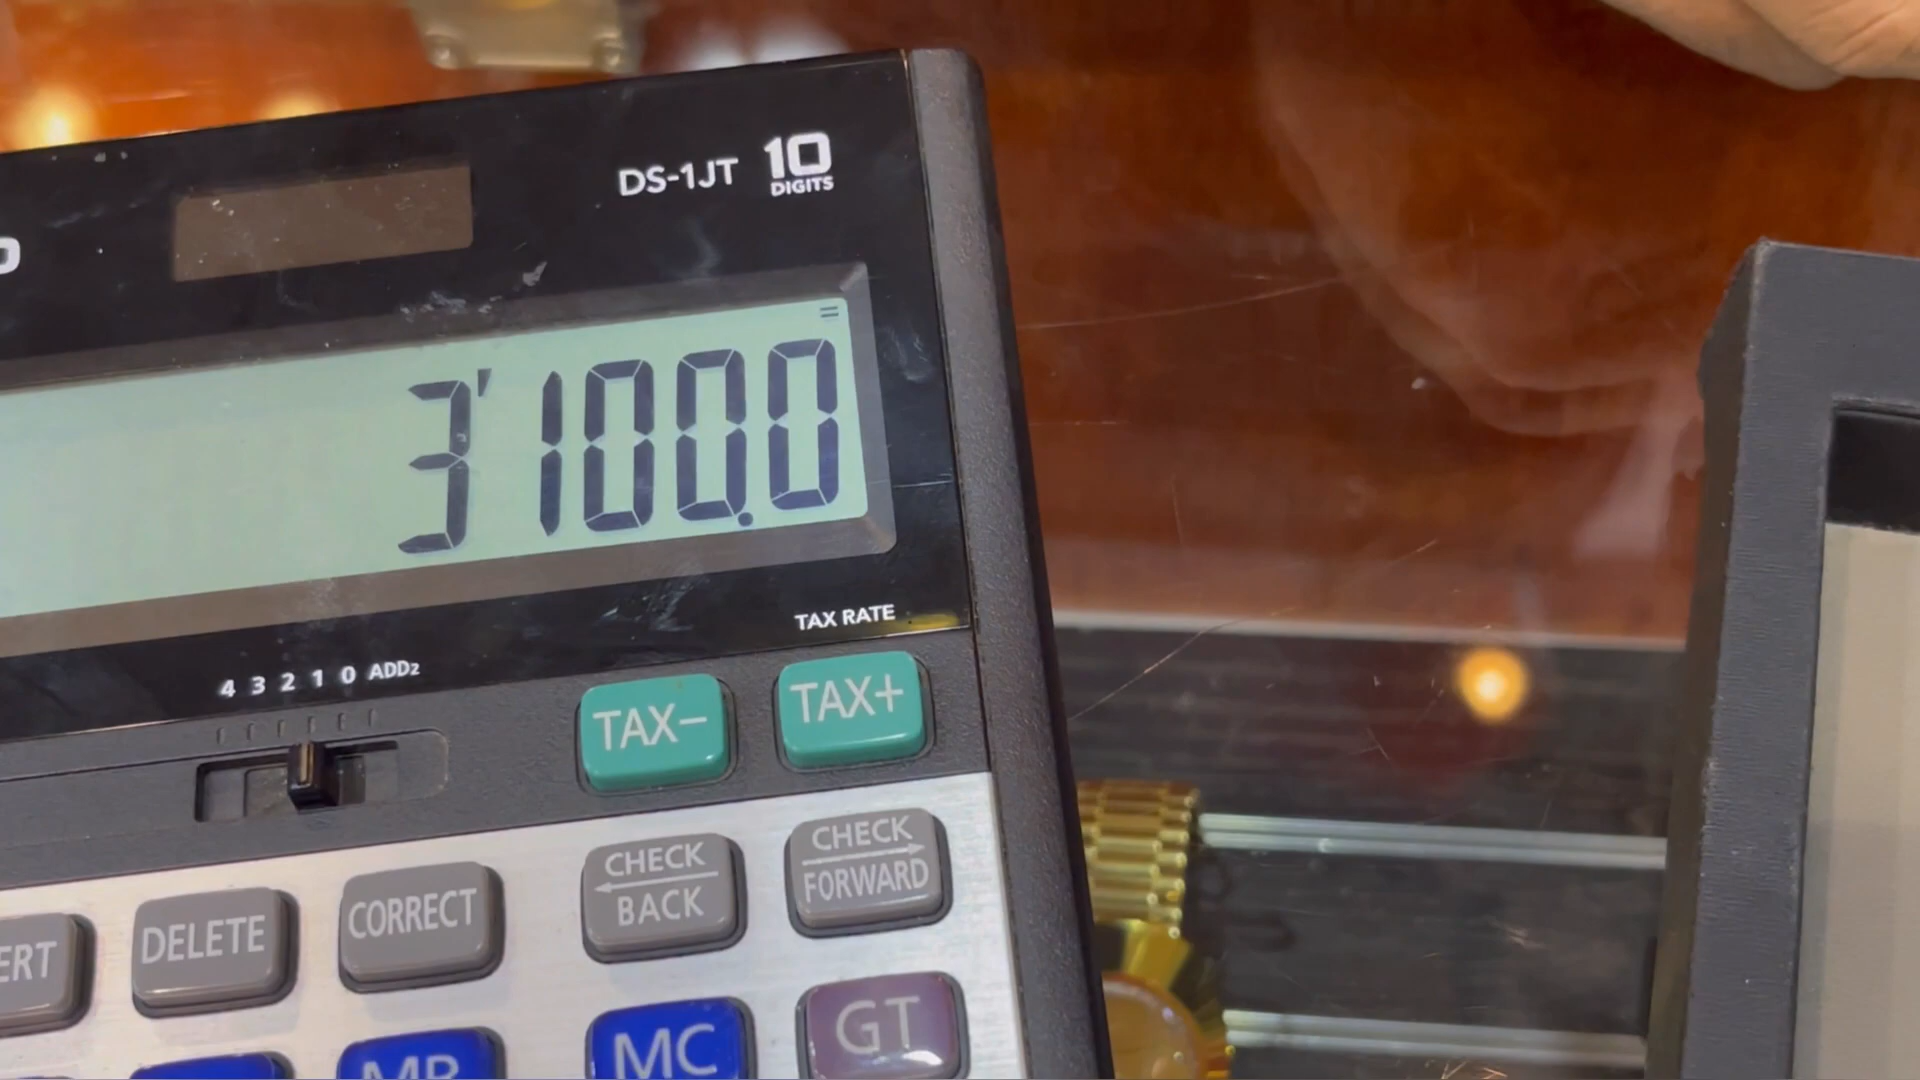 DS-1JT 10 DIGITS
=
3'100.0
TAX RATE
4 3 2 1 0 ADD2
TAX− TAX+
DELETE CORRECT CHECK BACK CHECK FORWARD
MC GT